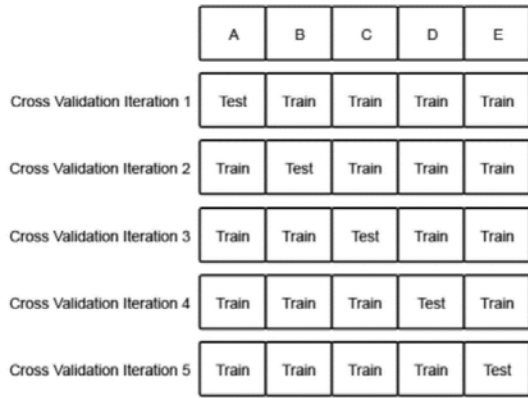 A B C D E
Cross Validation Iteration 1 Test Train Train Train Train
Cross Validation Iteration 2 Train Test Train Train Train
Cross Validation Iteration 3 Train Train Test Train Train
Cross Validation Iteration 4 Train Train Train Test Train
Cross Validation Iteration 5 Train Train Train Train Test